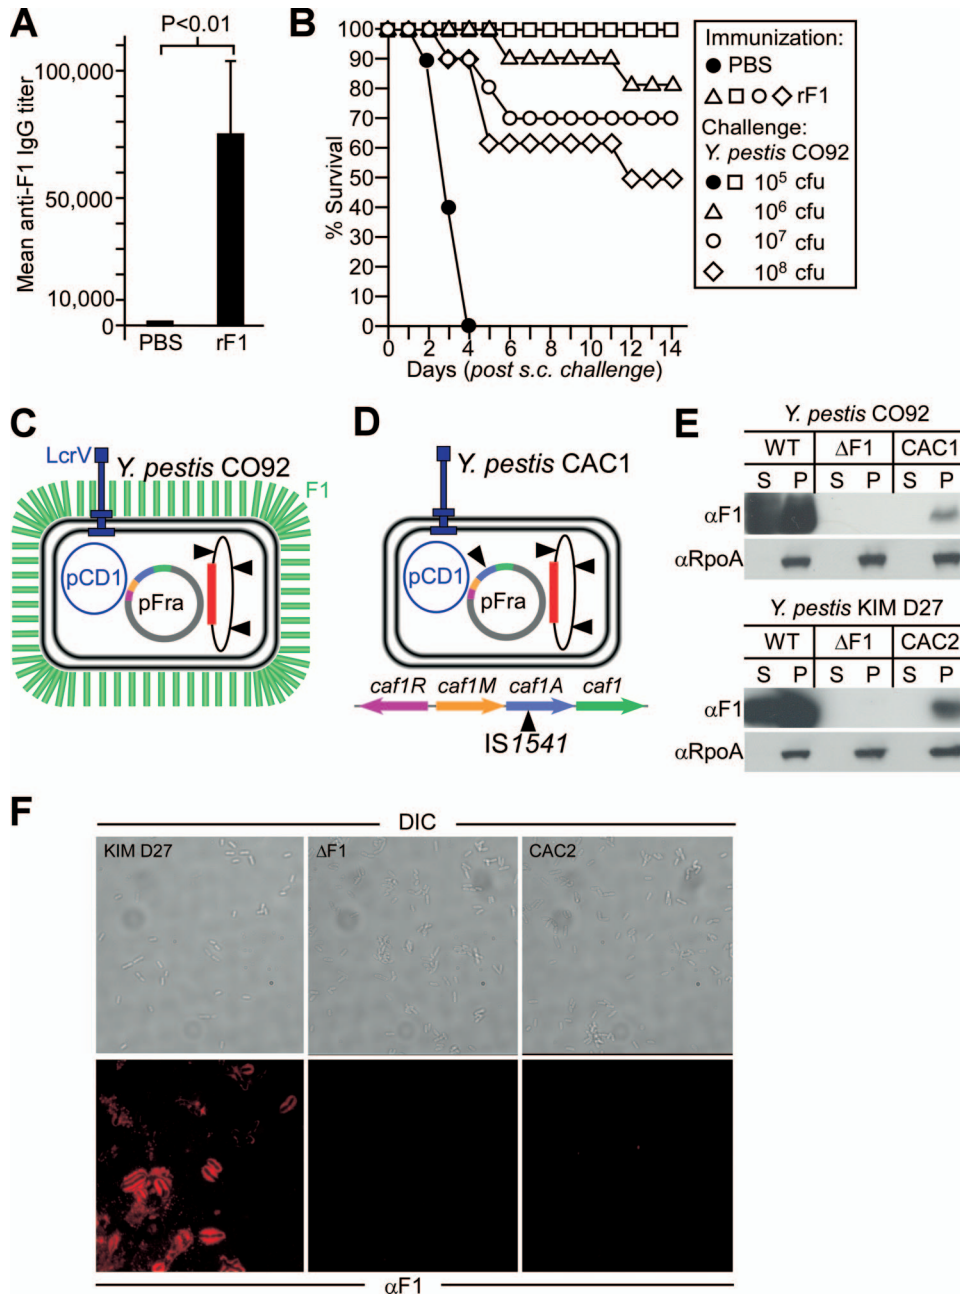 A
P<0.01
Mean anti-F1 IgG titer
100,000
50,000
10,000
0
PBS
rF1
B
% Survival
100
90
80
70
60
50
40
30
20
10
0
0 2 4 6 8 10 12 14
Days (post s.c. challenge)
Immunization:
PBS
rF1
Challenge:
Y. pestis CO92
10⁵ cfu
10⁶ cfu
10⁷ cfu
10⁸ cfu
C
LcrV
Y. pestis CO92
F1
pCD1
pFra
D
Y. pestis CAC1
pCD1
pFra
caf1R caf1M caf1A caf1
IS1541
E
Y. pestis CO92
WT ΔF1 CAC1
S P S P S P
αF1
αRpoA
Y. pestis KIM D27
WT ΔF1 CAC2
S P S P S P
αF1
αRpoA
F
DIC
KIM D27
ΔF1
CAC2
αF1